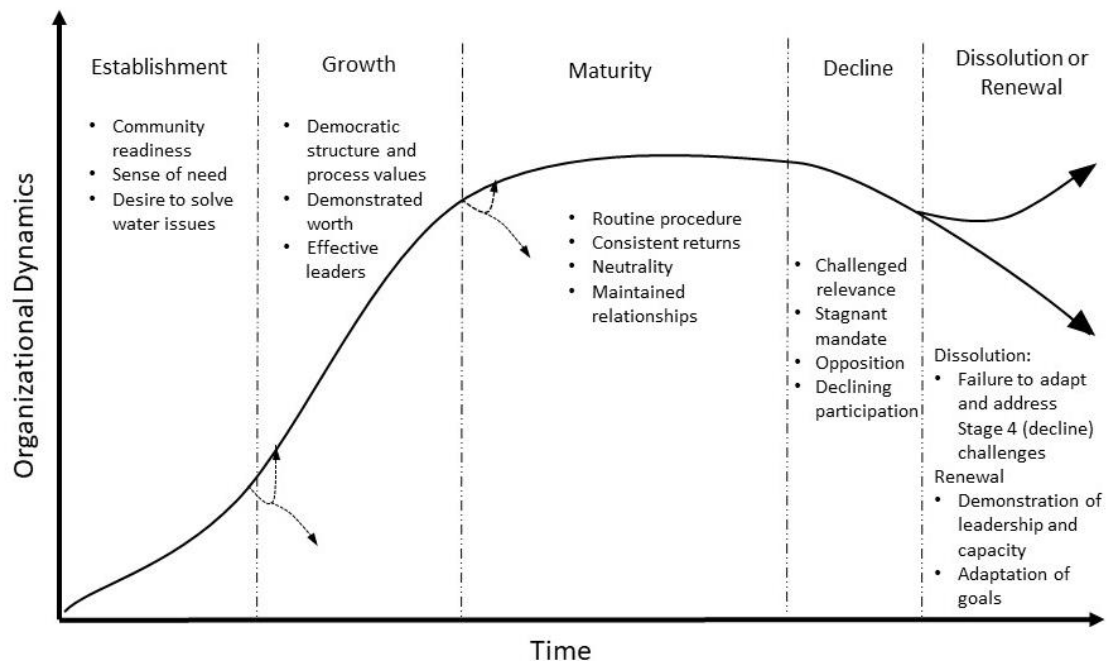 Organizational Dynamics
Establishment
• Community
readiness
• Sense of need
• Desire to solve
water issues
Growth
• Democratic
structure and
process values
• Demonstrated
worth
• Effective
leaders
Maturity
• Routine procedure
• Consistent returns
• Neutrality
• Maintained
relationships
Decline
• Challenged
relevance
• Stagnant
mandate
• Opposition
• Declining
participation
Dissolution or
Renewal
Dissolution:
• Failure to adapt
and address
Stage 4 (decline)
challenges
Renewal
• Demonstration of
leadership and
capacity
• Adaptation of
goals
Time